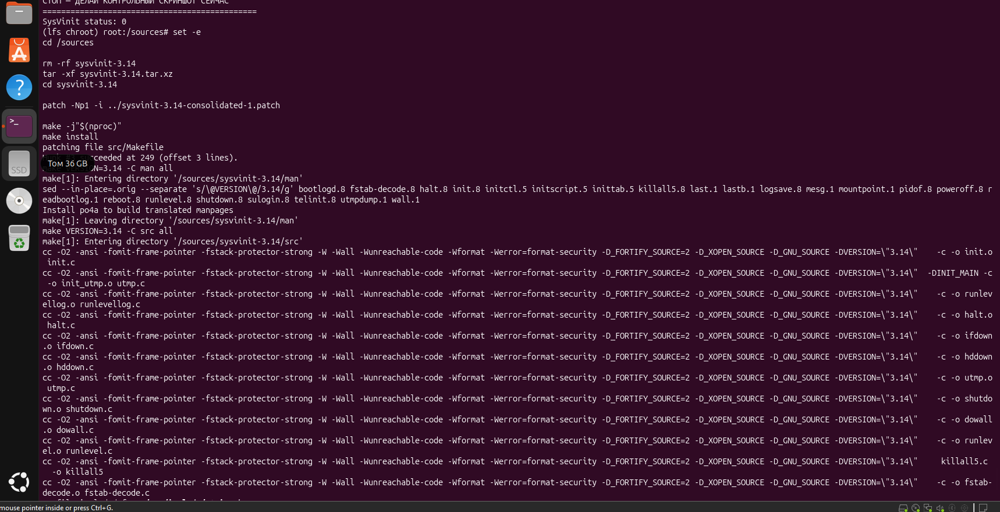 СТОП — ДЕЛАЙ КОНТРОЛЬНЫЙ СКРИНШОТ СЕЙЧАС
==============================================
SysVinit status: 0
(lfs chroot) root:/sources# set -e
cd /sources
rm -rf sysvinit-3.14
tar -xf sysvinit-3.14.tar.xz
cd sysvinit-3.14
patch -Np1 -i ../sysvinit-3.14-consolidated-1.patch
make -j"$(nproc)"
make install
patching file src/Makefile
succeeded at 249 (offset 3 lines).
Том 36 GB
VERSION=3.14 -C man all
make[1]: Entering directory '/sources/sysvinit-3.14/man'
sed --in-place=.orig --separate 's/\@VERSION\@/3.14/g' bootlogd.8 fstab-decode.8 halt.8 init.8 initctl.5 initscript.5 inittab.5 killall5.8 last.1 lastb.1 logsave.8 mesg.1 mountpoint.1 pidof.8 poweroff.8 r
eadbootlog.1 reboot.8 runlevel.8 shutdown.8 sulogin.8 telinit.8 utmpdump.1 wall.1
Install po4a to build translated manpages
make[1]: Leaving directory '/sources/sysvinit-3.14/man'
make VERSION=3.14 -C src all
make[1]: Entering directory '/sources/sysvinit-3.14/src'
cc -O2 -ansi -fomit-frame-pointer -fstack-protector-strong -W -Wall -Wunreachable-code -Wformat -Werror=format-security -D_FORTIFY_SOURCE=2 -D_XOPEN_SOURCE -D_GNU_SOURCE -DVERSION=\"3.14\"    -c -o init.o
init.c
cc -O2 -ansi -fomit-frame-pointer -fstack-protector-strong -W -Wall -Wunreachable-code -Wformat -Werror=format-security -D_FORTIFY_SOURCE=2 -D_XOPEN_SOURCE -D_GNU_SOURCE -DVERSION=\"3.14\"  -DINIT_MAIN -c
-o init_utmp.o utmp.c
cc -O2 -ansi -fomit-frame-pointer -fstack-protector-strong -W -Wall -Wunreachable-code -Wformat -Werror=format-security -D_FORTIFY_SOURCE=2 -D_XOPEN_SOURCE -D_GNU_SOURCE -DVERSION=\"3.14\"    -c -o runlev
ellog.o runlevellog.c
cc -O2 -ansi -fomit-frame-pointer -fstack-protector-strong -W -Wall -Wunreachable-code -Wformat -Werror=format-security -D_FORTIFY_SOURCE=2 -D_XOPEN_SOURCE -D_GNU_SOURCE -DVERSION=\"3.14\"    -c -o halt.o
halt.c
cc -O2 -ansi -fomit-frame-pointer -fstack-protector-strong -W -Wall -Wunreachable-code -Wformat -Werror=format-security -D_FORTIFY_SOURCE=2 -D_XOPEN_SOURCE -D_GNU_SOURCE -DVERSION=\"3.14\"    -c -o ifdown
.o ifdown.c
cc -O2 -ansi -fomit-frame-pointer -fstack-protector-strong -W -Wall -Wunreachable-code -Wformat -Werror=format-security -D_FORTIFY_SOURCE=2 -D_XOPEN_SOURCE -D_GNU_SOURCE -DVERSION=\"3.14\"    -c -o hddown
.o hddown.c
cc -O2 -ansi -fomit-frame-pointer -fstack-protector-strong -W -Wall -Wunreachable-code -Wformat -Werror=format-security -D_FORTIFY_SOURCE=2 -D_XOPEN_SOURCE -D_GNU_SOURCE -DVERSION=\"3.14\"    -c -o utmp.o
utmp.c
cc -O2 -ansi -fomit-frame-pointer -fstack-protector-strong -W -Wall -Wunreachable-code -Wformat -Werror=format-security -D_FORTIFY_SOURCE=2 -D_XOPEN_SOURCE -D_GNU_SOURCE -DVERSION=\"3.14\"    -c -o shutdo
wn.o shutdown.c
cc -O2 -ansi -fomit-frame-pointer -fstack-protector-strong -W -Wall -Wunreachable-code -Wformat -Werror=format-security -D_FORTIFY_SOURCE=2 -D_XOPEN_SOURCE -D_GNU_SOURCE -DVERSION=\"3.14\"    -c -o dowall
.o dowall.c
cc -O2 -ansi -fomit-frame-pointer -fstack-protector-strong -W -Wall -Wunreachable-code -Wformat -Werror=format-security -D_FORTIFY_SOURCE=2 -D_XOPEN_SOURCE -D_GNU_SOURCE -DVERSION=\"3.14\"    -c -o runlev
el.o runlevel.c
cc -O2 -ansi -fomit-frame-pointer -fstack-protector-strong -W -Wall -Wunreachable-code -Wformat -Werror=format-security -D_FORTIFY_SOURCE=2 -D_XOPEN_SOURCE -D_GNU_SOURCE -DVERSION=\"3.14\"     killall5.c
-o killall5
cc -O2 -ansi -fomit-frame-pointer -fstack-protector-strong -W -Wall -Wunreachable-code -Wformat -Werror=format-security -D_FORTIFY_SOURCE=2 -D_XOPEN_SOURCE -D_GNU_SOURCE -DVERSION=\"3.14\"    -c -o fstab-
decode.o fstab-decode.c
SSD
mouse pointer inside or press Ctrl+G.